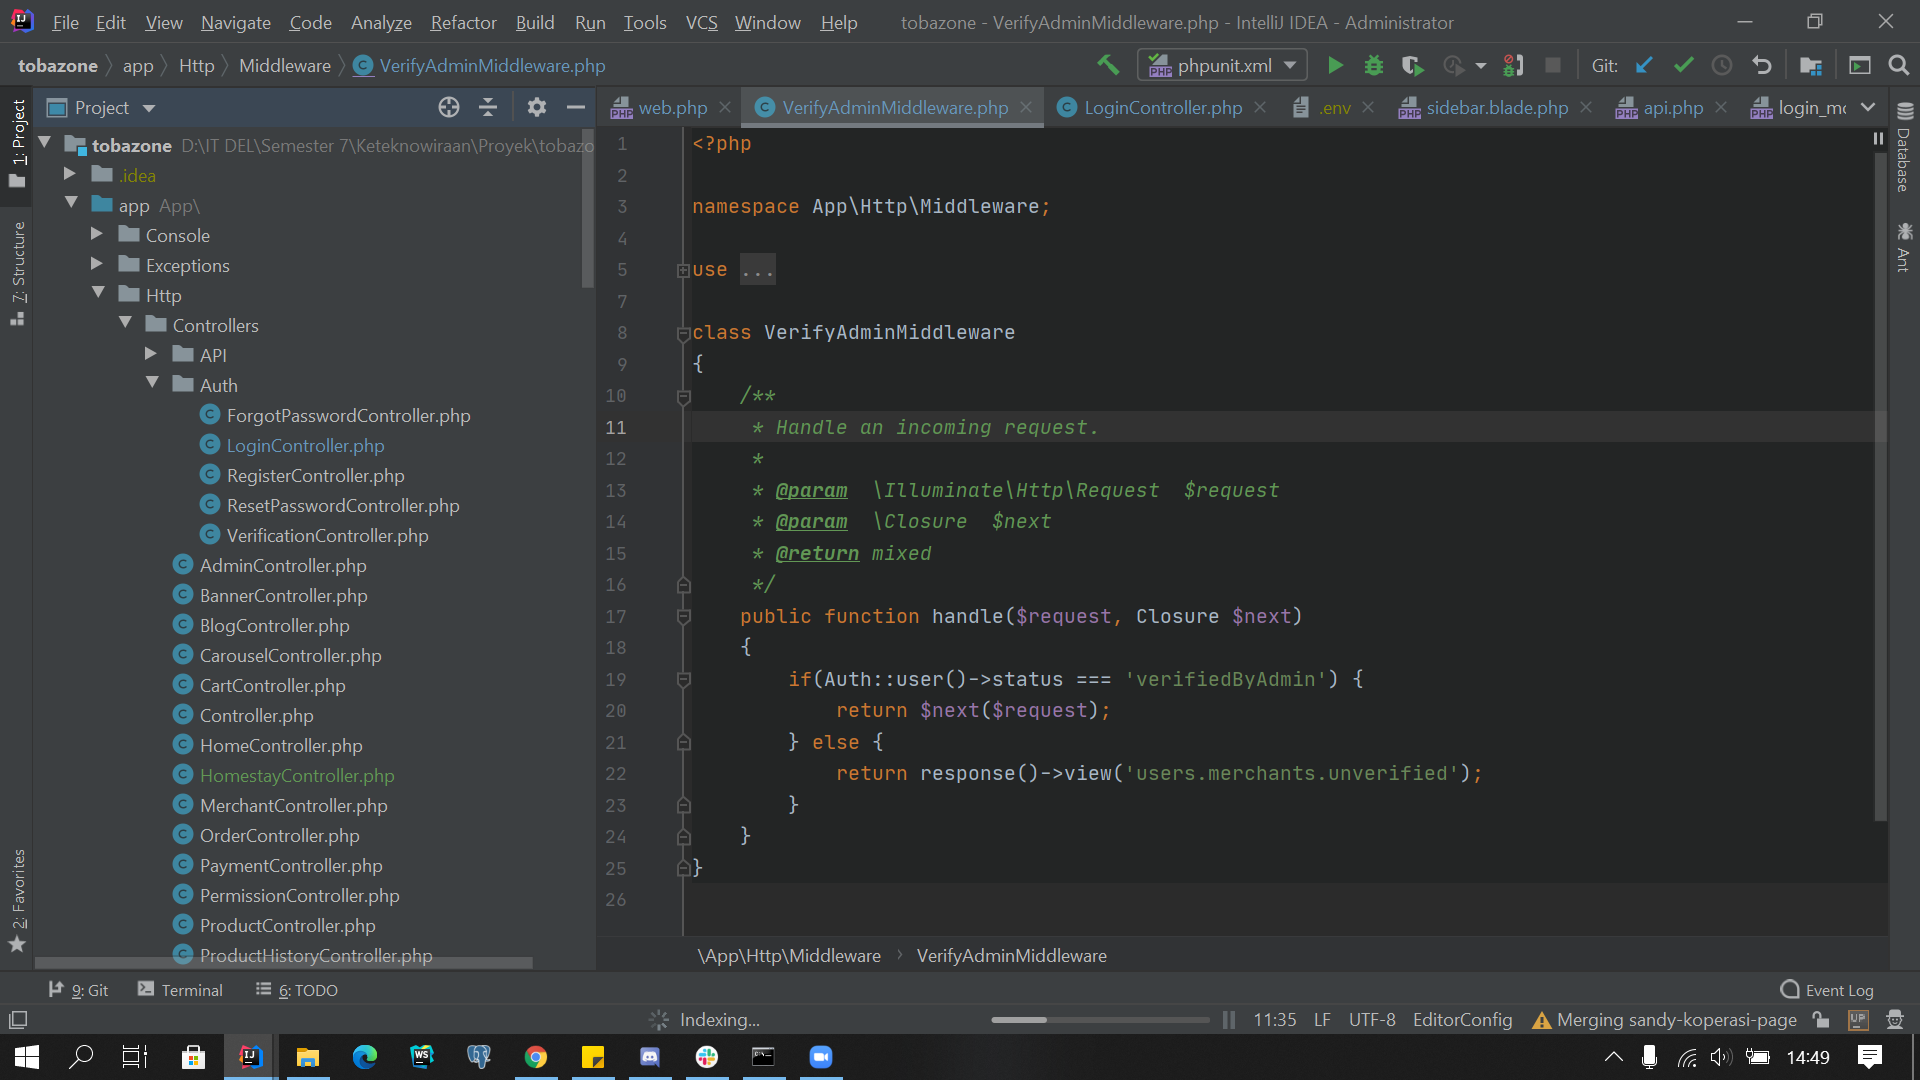 File Edit View Navigate Code Analyze Refactor Build Run Tools VCS Window Help tobazone - VerifyAdminMiddleware.php - IntelliJ IDEA - Administrator
tobazone app Http Middleware VerifyAdminMiddleware.php phpunit.xml Git:
Project
web.php VerifyAdminMiddleware.php LoginController.php .env sidebar.blade.php api.php login_mo
1: Project
7: Structure
2: Favorites
Database
Ant
tobazone D:\IT DEL\Semester 7\Keteknowiraan\Proyek\tobazo
.idea
app App\
Console
Exceptions
Http
Controllers
API
Auth
ForgotPasswordController.php
LoginController.php
RegisterController.php
ResetPasswordController.php
VerificationController.php
AdminController.php
BannerController.php
BlogController.php
CarouselController.php
CartController.php
Controller.php
HomeController.php
HomestayController.php
MerchantController.php
OrderController.php
PaymentController.php
PermissionController.php
ProductController.php
ProductHistoryController.php
1 <?php
2
3 namespace App\Http\Middleware;
4
5 use ...
7
8 class VerifyAdminMiddleware
9 {
10 /**
11 * Handle an incoming request.
12 *
13 * @param \Illuminate\Http\Request $request
14 * @param \Closure $next
15 * @return mixed
16 */
17 public function handle($request, Closure $next)
18 {
19 if(Auth::user()->status === 'verifiedByAdmin') {
20 return $next($request);
21 } else {
22 return response()->view('users.merchants.unverified');
23 }
24 }
25 }
26
\App\Http\Middleware › VerifyAdminMiddleware
9: Git Terminal 6: TODO Event Log
Indexing... 11:35 LF UTF-8 EditorConfig Merging sandy-koperasi-page
14:49